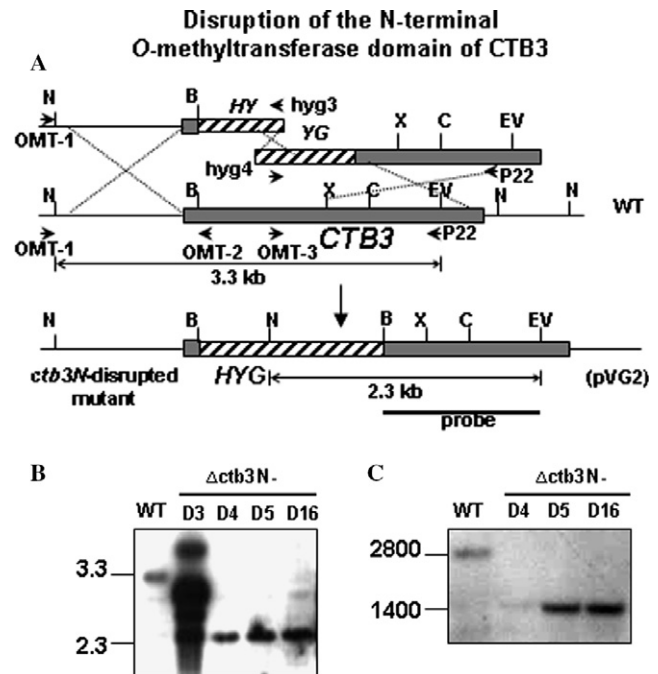 Disruption of the N-terminal
O-methyltransferase domain of CTB3
A
N B HY hyg3 X C EV
OMT-1 YG
hyg4 P22
B X C EV N N WT
OMT-1 OMT-2 OMT-3 CTB3 P22
3.3 kb
N B N B X C EV
ctb3N-disrupted HYG 2.3 kb (pVG2)
mutant
probe
B C
Δctb3N- Δctb3N-
WT D3 D4 D5 D16 WT D4 D5 D16
3.3 2800
2.3 1400